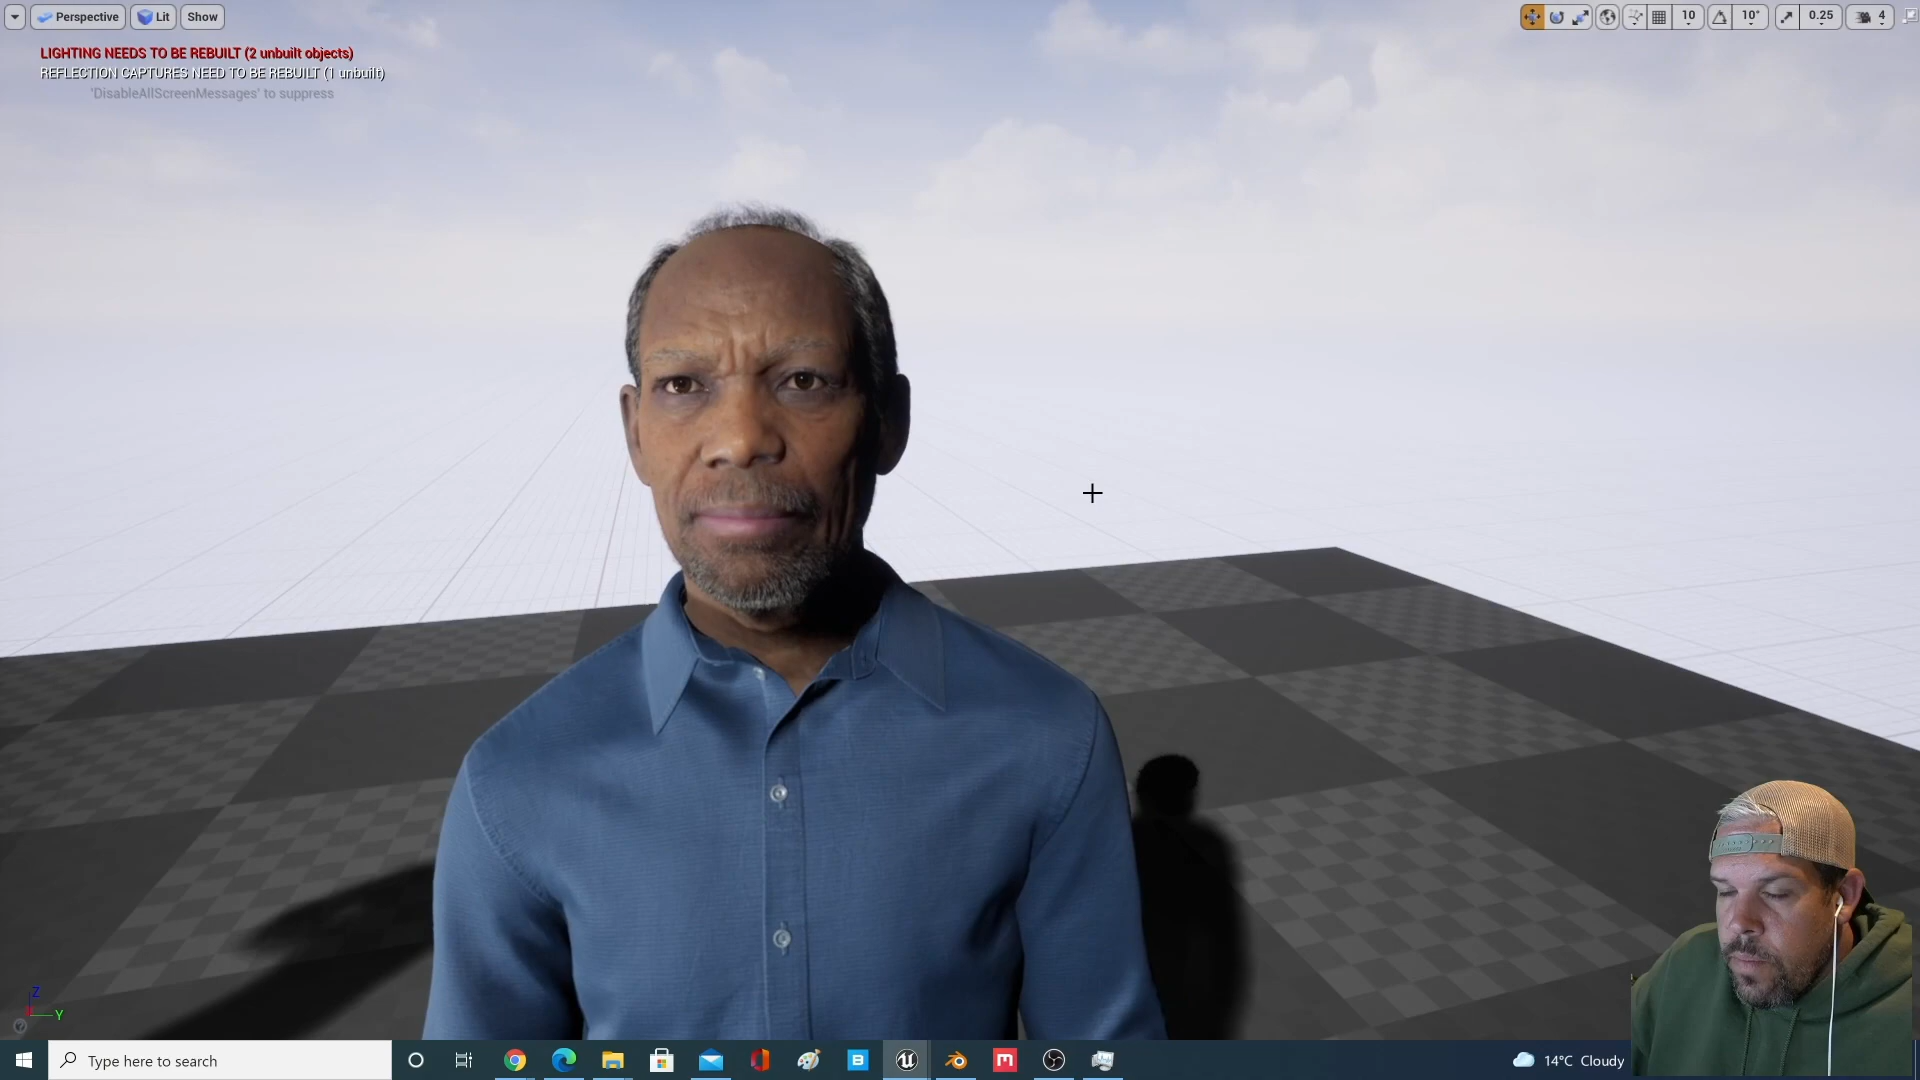 Perspective Lit Show 10 10° 0.25 4
LIGHTING NEEDS TO BE REBUILT (2 unbuilt objects)
REFLECTION CAPTURES NEED TO BE REBUILT (1 unbuilt)
'DisableAllScreenMessages' to suppress
Z
Y
Type here to search B m 14°C Cloudy